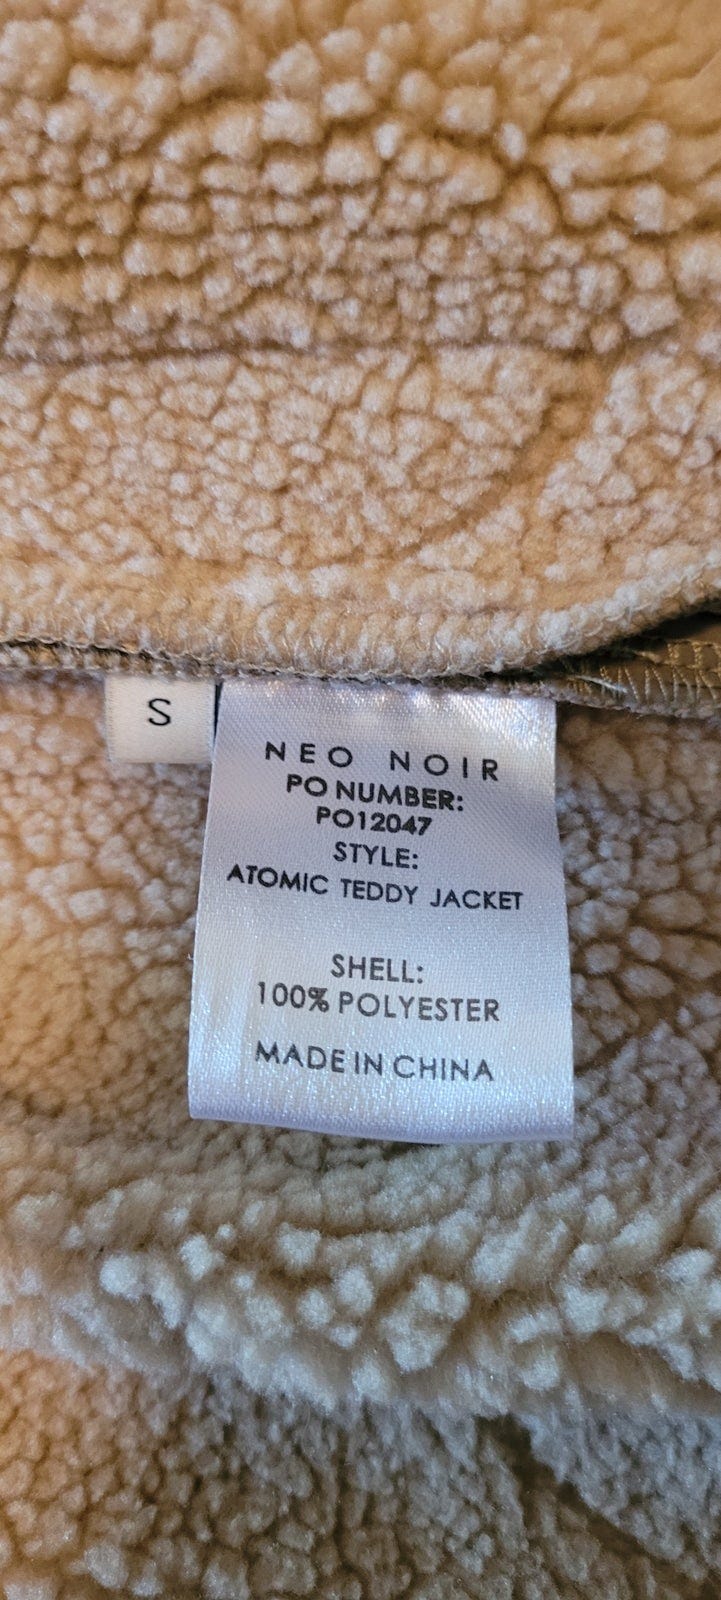 S
NEO NOIR
PO NUMBER:
PO12047
STYLE:
ATOMIC TEDDY JACKET
SHELL:
100% POLYESTER
MADE IN CHINA